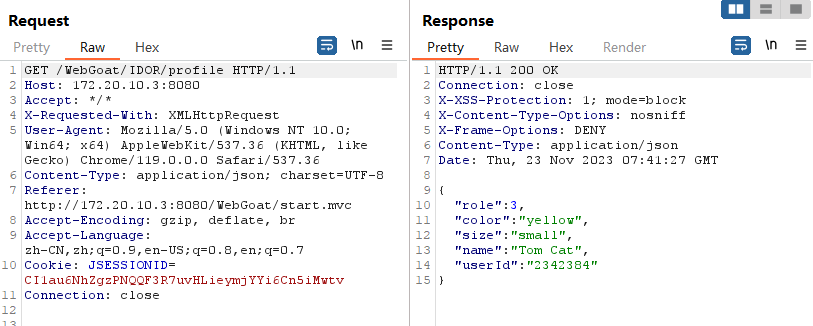 Request
Pretty Raw Hex
\n
1 GET /WebGoat/IDOR/profile HTTP/1.1
2 Host: 172.20.10.3:8080
3 Accept: */*
4 X-Requested-With: XMLHttpRequest
5 User-Agent: Mozilla/5.0 (Windows NT 10.0;
Win64; x64) AppleWebKit/537.36 (KHTML, like
Gecko) Chrome/119.0.0.0 Safari/537.36
6 Content-Type: application/json; charset=UTF-8
7 Referer:
http://172.20.10.3:8080/WebGoat/start.mvc
8 Accept-Encoding: gzip, deflate, br
9 Accept-Language:
zh-CN,zh;q=0.9,en-US;q=0.8,en;q=0.7
10 Cookie: JSESSIONID=
CI1au6NhZgzPNQQF3R7uvHLieymjYYi6Cn5iMwtv
11 Connection: close
12
13
Response
Pretty Raw Hex Render
\n
1 HTTP/1.1 200 OK
2 Connection: close
3 X-XSS-Protection: 1; mode=block
4 X-Content-Type-Options: nosniff
5 X-Frame-Options: DENY
6 Content-Type: application/json
7 Date: Thu, 23 Nov 2023 07:41:27 GMT
8
9 {
10 "role":3,
11 "color":"yellow",
12 "size":"small",
13 "name":"Tom Cat",
14 "userId":"2342384"
15 }